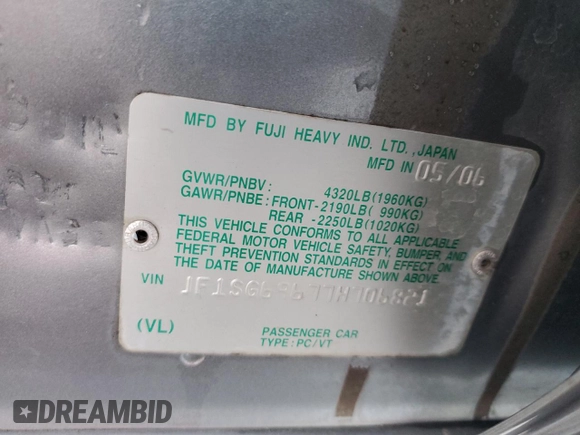 MFD BY FUJI HEAVY IND. LTD.,JAPAN
MFD IN 05/06
GVWR/PNBV: 4320LB(1960KG)
GAWR/PNBE:FRONT-2190LB( 990KG)
REAR -2250LB(1020KG)
THIS VEHICLE CONFORMS TO ALL APPLICABLE
FEDERAL MOTOR VEHICLE SAFETY, BUMPER, AND
THEFT PREVENTION STANDARDS IN EFFECT ON
THE DATE OF MANUFACTURE SHOWN ABOVE.
VIN
(VL)
PASSENGER CAR
TYPE:PC/VT
DREAMBID